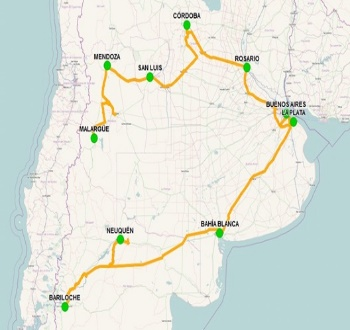 CÓRDOBA
MENDOZA
SAN LUIS
ROSARIO
BUENOS AIRES
LA PLATA
MALARGÜE
BAHÍA BLANCA
NEUQUÉN
BARILOCHE